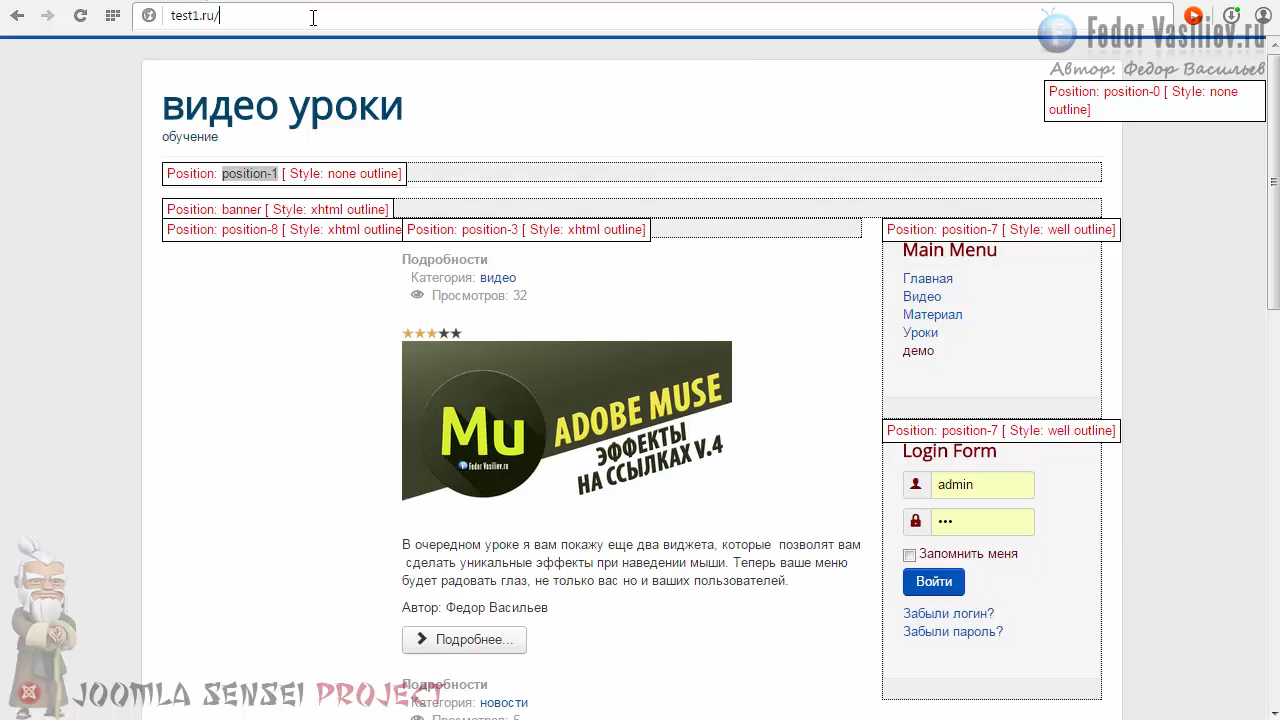 test1.ru/
Fedor Vasiliev.ru
Автор: Федор Васильев
Position: position-0 [ Style: none
outline]
видео уроки
обучение
Position: position-1 [ Style: none outline]
Position: banner [ Style: xhtml outline]
Position: position-8 [ Style: xhtml outline
Position: position-3 [ Style: xhtml outline]
Position: position-7 [ Style: well outline]
Main Menu
Главная
Видео
Материал
Уроки
демо
Подробности
Категория: видео
Просмотров: 32
Mu
Fedor Vasiliev.ru
ADOBE MUSE
ЭФФЕКТЫ
НА ССЫЛКАХ V.4
Position: position-7 [ Style: well outline]
Login Form
admin
•••
Запомнить меня
Войти
Забыли логин?
Забыли пароль?
В очередном уроке я вам покажу еще два виджета, которые позволят вам
сделать уникальные эффекты при наведении мыши. Теперь ваше меню
будет радовать глаз, не только вас но и ваших пользователей.
Автор: Федор Васильев
Подробнее...
Подробности
Категория: новости
Просмотров: 5
JOOMLA SENSEI PROJECT